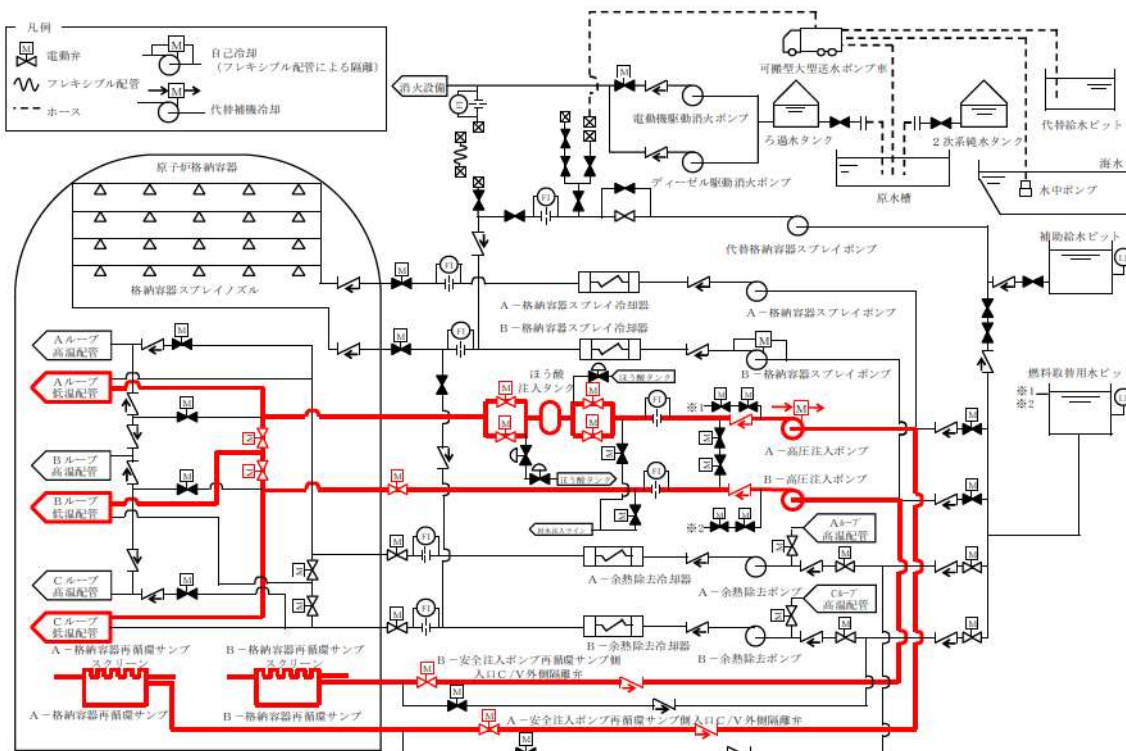 凡例
M
電動弁
フレキシブル配管
ホース
M
自己冷却
(フレキシブル配管による隔離)
M
代替補機冷却
消火設備
FI
M
電動機駆動消火ポンプ
ディーゼル駆動消火ポンプ
可搬型大型送水ポンプ車
ろ過水タンク
2次系純水タンク
代替給水ピット
海水
原水槽
水中ポンプ
原子炉格納容器
格納容器スプレイノズル
FI
代替格納容器スプレイポンプ
補助給水ピット
M
FI
A-格納容器スプレイ冷却器
A-格納容器スプレイポンプ
B-格納容器スプレイ冷却器
M
FI
M
B-格納容器スプレイポンプ
燃料取替用水ピッ
※1
※2
Aループ
高温配管
M
Aループ
低温配管
ほう酸
注入タンク
ほう酸タンク
M
M
M
M
M
M
FI
※1
M
M
M
A-高圧注入ポンプ
M
M
M
Bループ
高温配管
M
Bループ
低温配管
M
ほう酸タンク
M
FI
M
M
B-高圧注入ポンプ
M
※2
M
M
M
Aループ
高温配管
M
M
M
FI
A-余熱除去冷却器
A-余熱除去ポンプ
M
M
Cループ
高温配管
M
M
Cループ
高温配管
M
M
Cループ
低温配管
M
FI
B-余熱除去冷却器
B-余熱除去ポンプ
M
A-格納容器再循環サンプ
スクリーン
B-格納容器再循環サンプ
スクリーン
B-安全注入ポンプ再循環サンプ側
入口C/V外側隔離弁
M
M
A-格納容器再循環サンプ
B-格納容器再循環サンプ
M
A-安全注入ポンプ再循環サンプ側入口C/V外側隔離弁
M